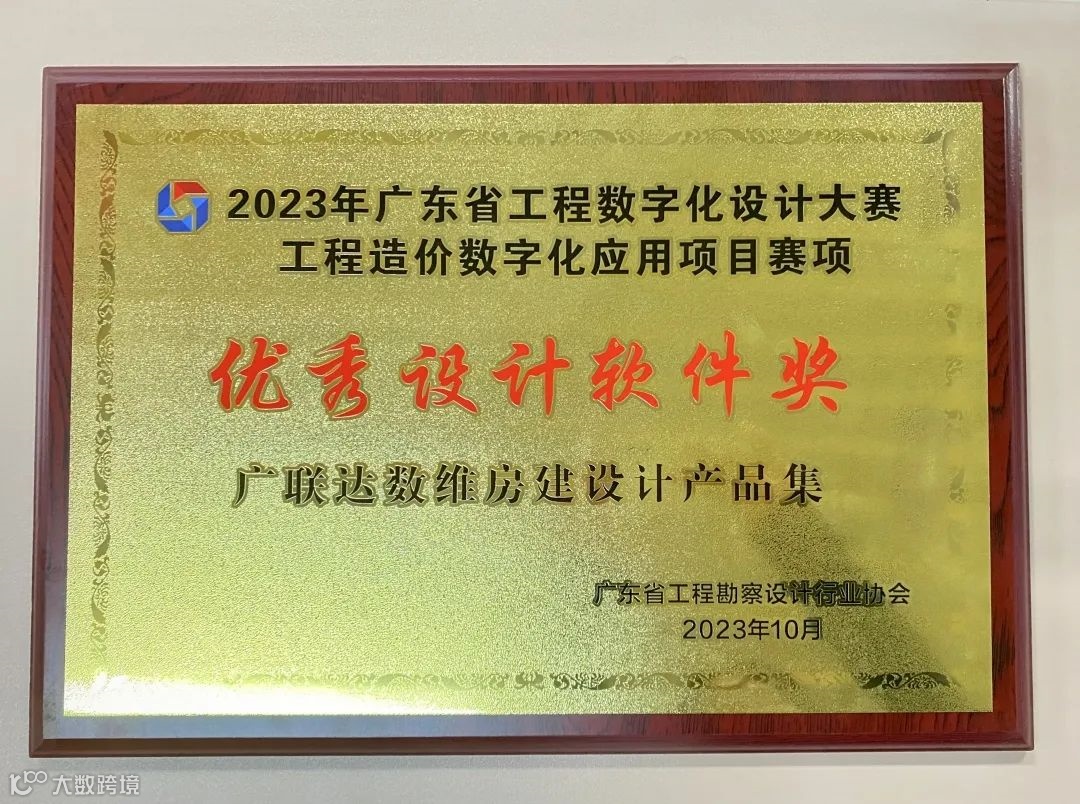 2023年广东省工程数字化设计大赛
工程造价数字化应用项目赛项
优秀设计软件奖
广联达数维房建设计产品集
广东省工程勘察设计行业协会
2023年10月
大数跨境